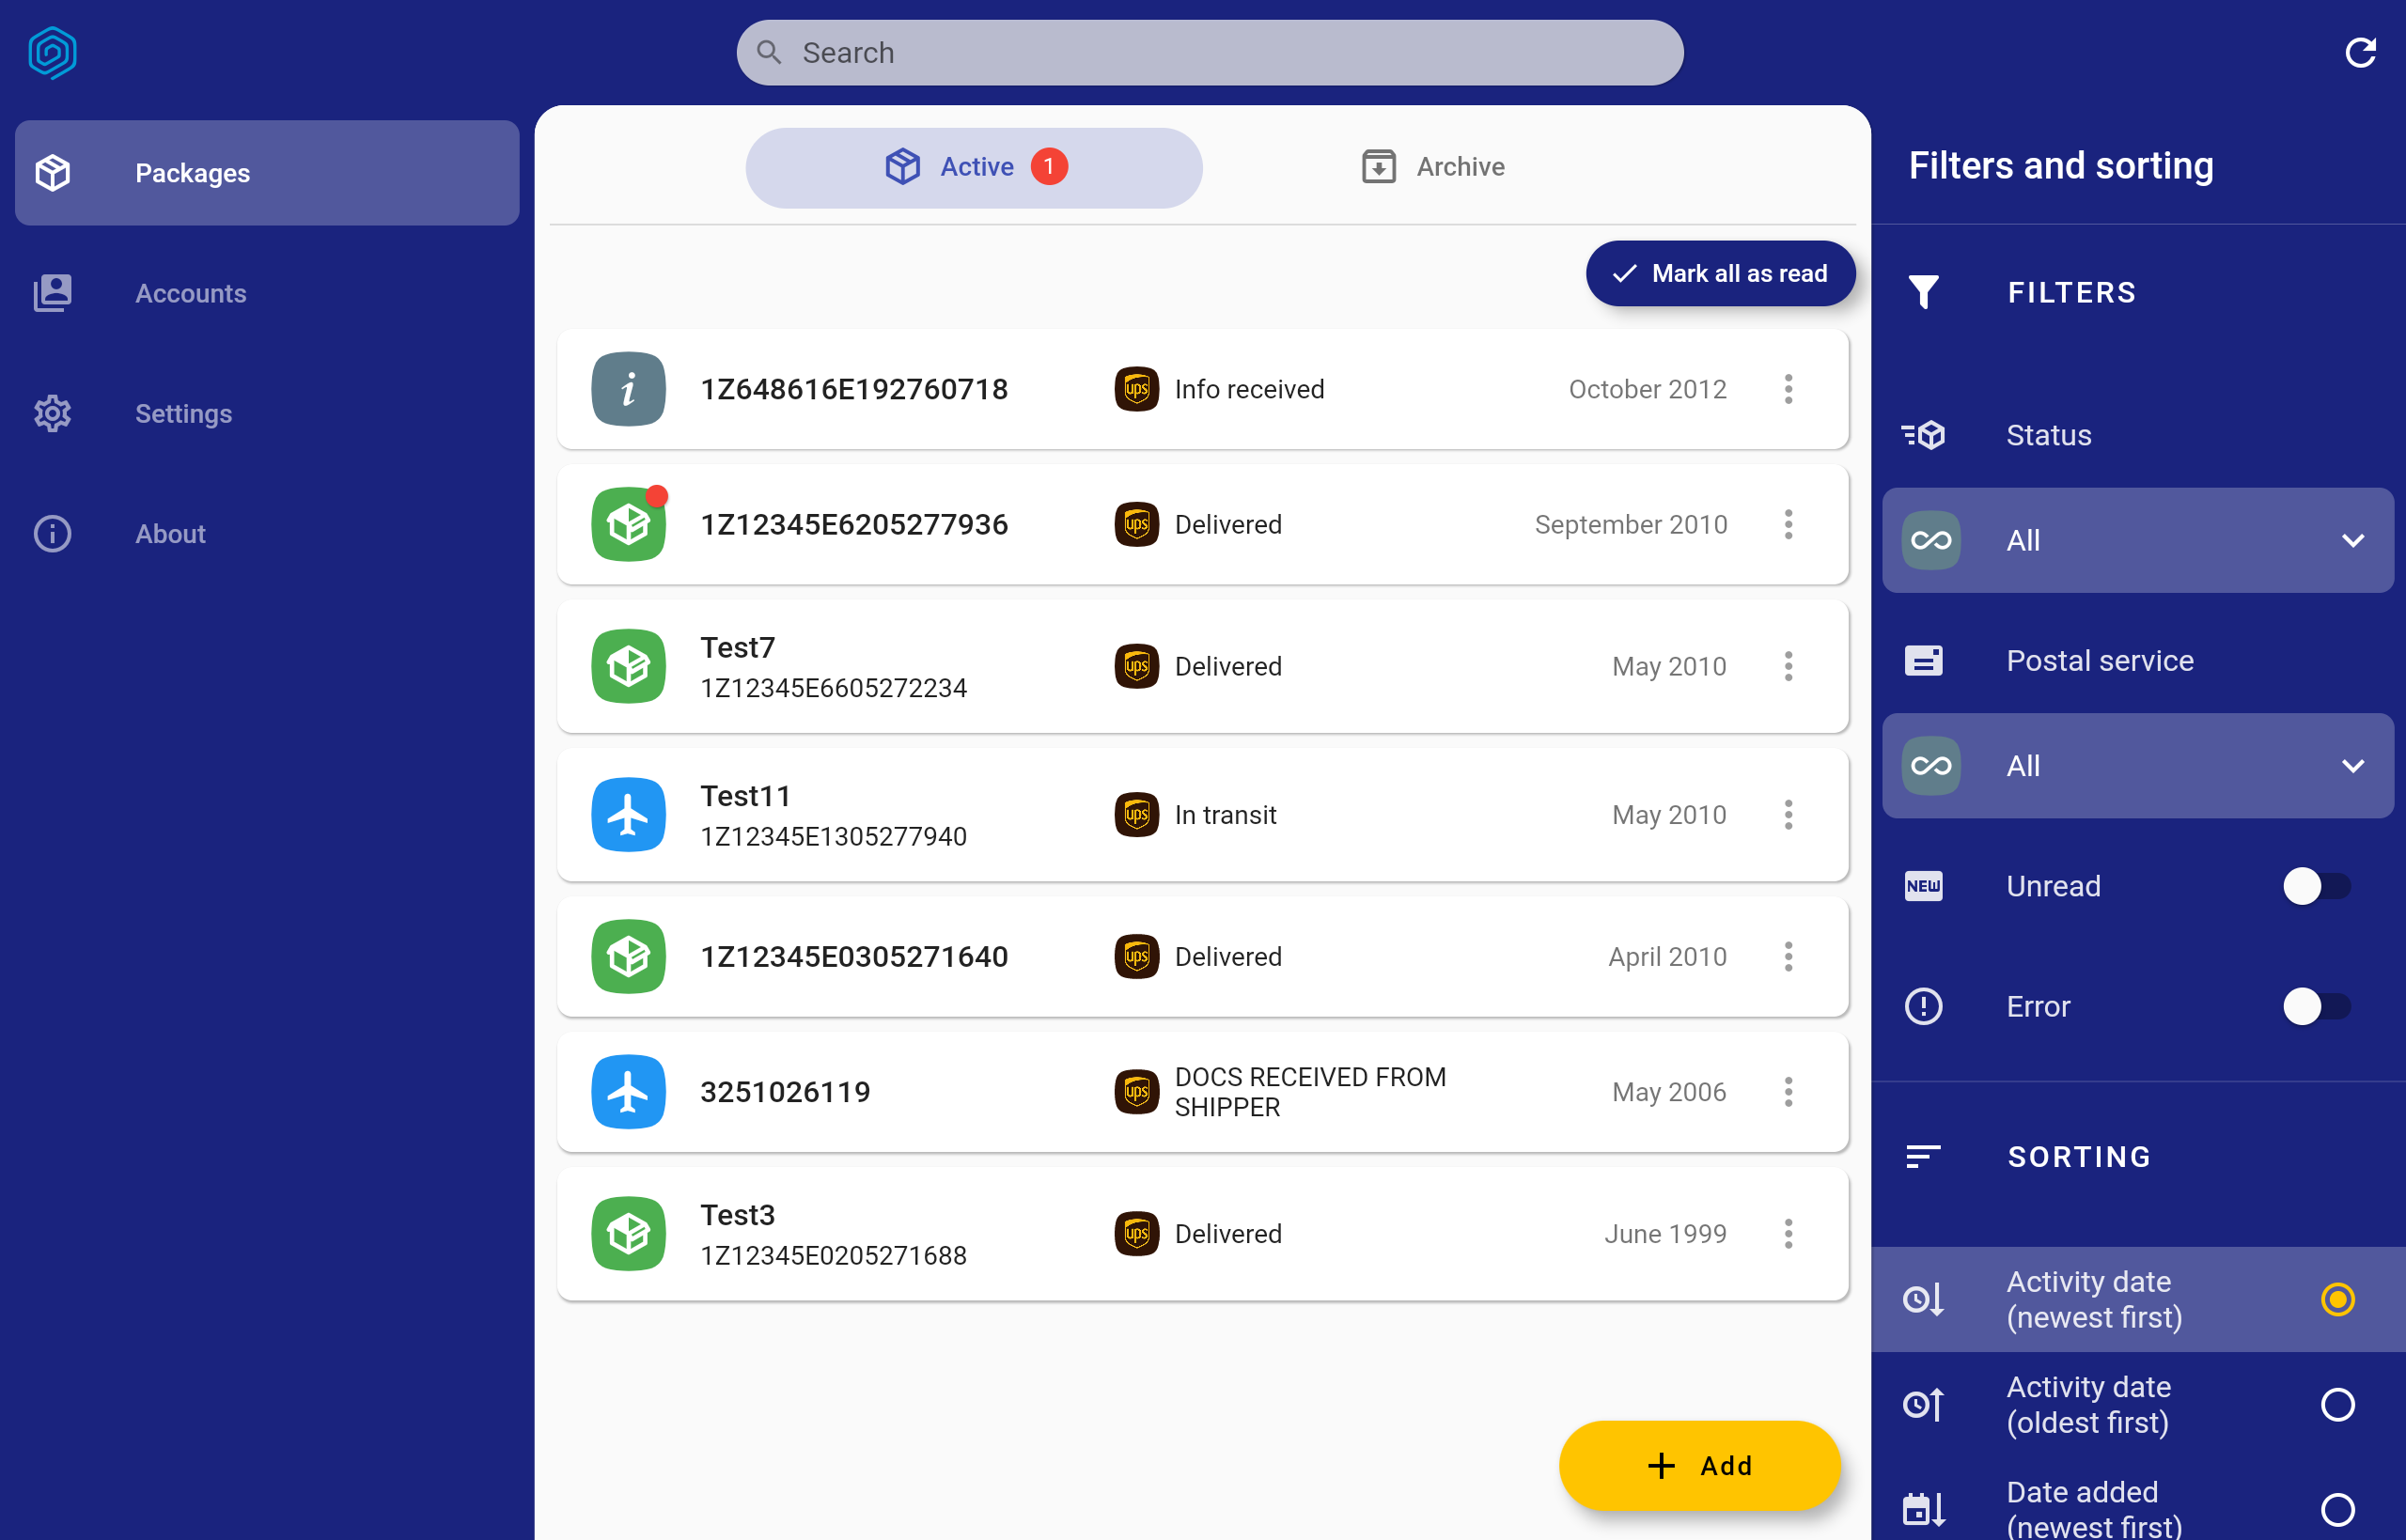 Search
Packages
Accounts
Settings
About
Active 1
Archive
Mark all as read
i
1Z648616E192760718
ups
Info received
October 2012
1Z12345E6205277936
ups
Delivered
September 2010
Test7
1Z12345E6605272234
ups
Delivered
May 2010
Test11
1Z12345E1305277940
ups
In transit
May 2010
1Z12345E0305271640
ups
Delivered
April 2010
3251026119
ups
DOCS RECEIVED FROM
SHIPPER
May 2006
Test3
1Z12345E0205271688
ups
Delivered
June 1999
Add
Filters and sorting
FILTERS
Status
All
Postal service
All
NEW
Unread
Error
SORTING
Activity date
(newest first)
Activity date
(oldest first)
Date added
(newest first)